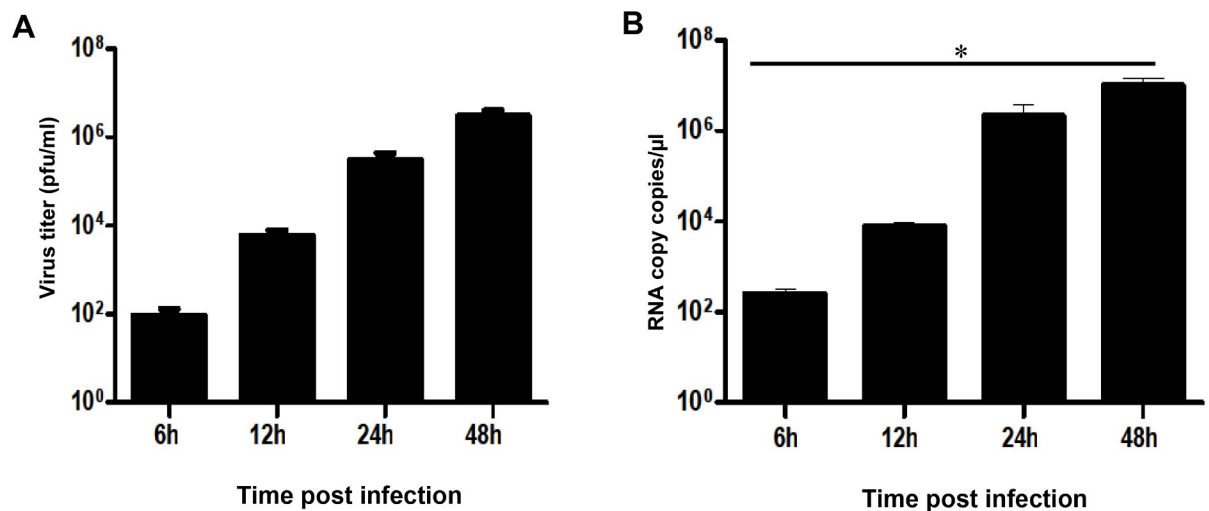 A
Virus titer (pfu/ml)
10⁸
10⁶
10⁴
10²
10⁰
6h 12h 24h 48h
Time post infection
B
RNA copy copies/µl
10⁸
10⁶
10⁴
10²
10⁰
*
6h 12h 24h 48h
Time post infection